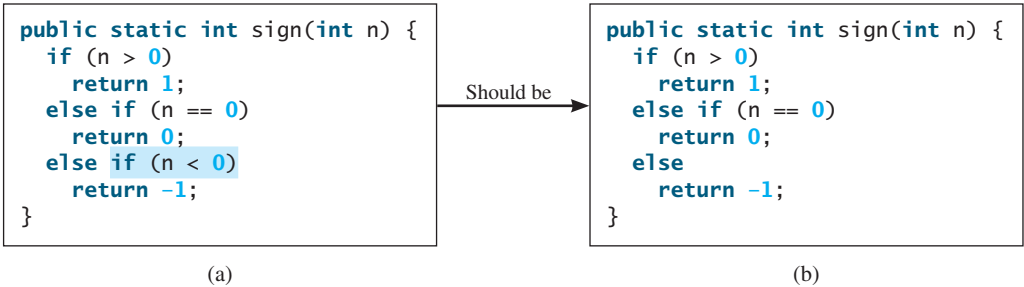 public static int sign(int n) {
  if (n > 0)
    return 1;
  else if (n == 0)
    return 0;
  else if (n < 0)
    return –1;
}
(a)
Should be
public static int sign(int n) {
  if (n > 0)
    return 1;
  else if (n == 0)
    return 0;
  else
    return –1;
}
(b)